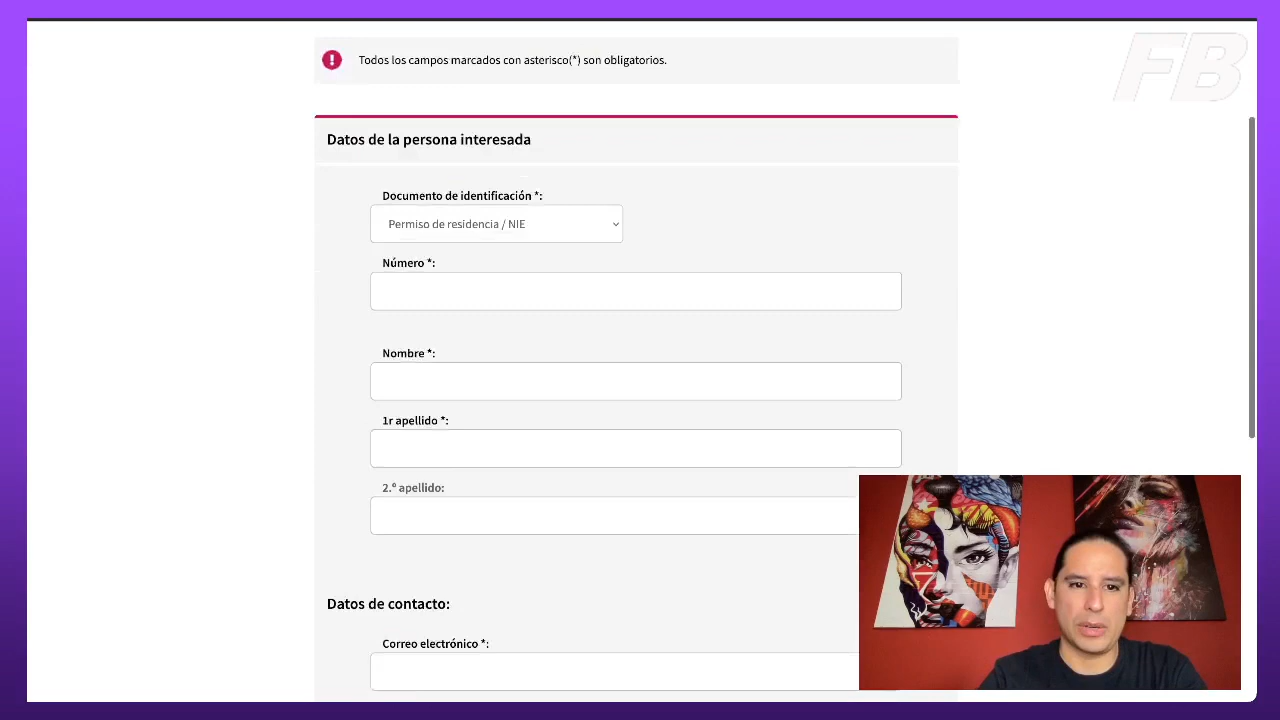 FB
Todos los campos marcados con asterisco(*) son obligatorios.
Datos de la persona interesada
Documento de identificación *:
Permiso de residencia / NIE
Número *:
Nombre *:
1r apellido *:
2.º apellido:
Datos de contacto:
Correo electrónico *: